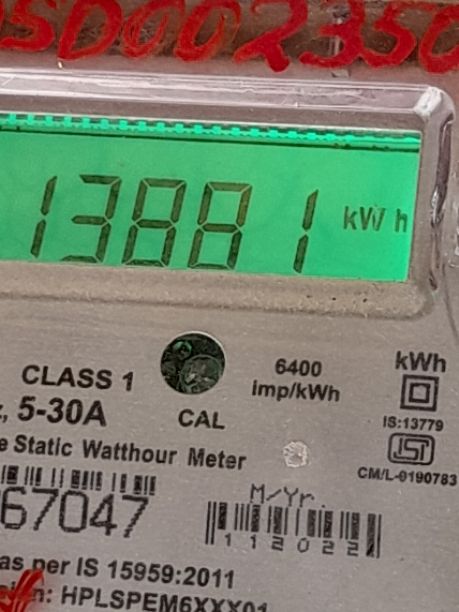 5D0023350
13881 kWh
CLASS 1
CAL
6400
imp/kWh
kWh
5-30A
IS:13779
Static Watthour Meter
CM/L-0190783
67047
M/Yr.
112022
as per IS 15959:2011
HPLSPEM6XXX01